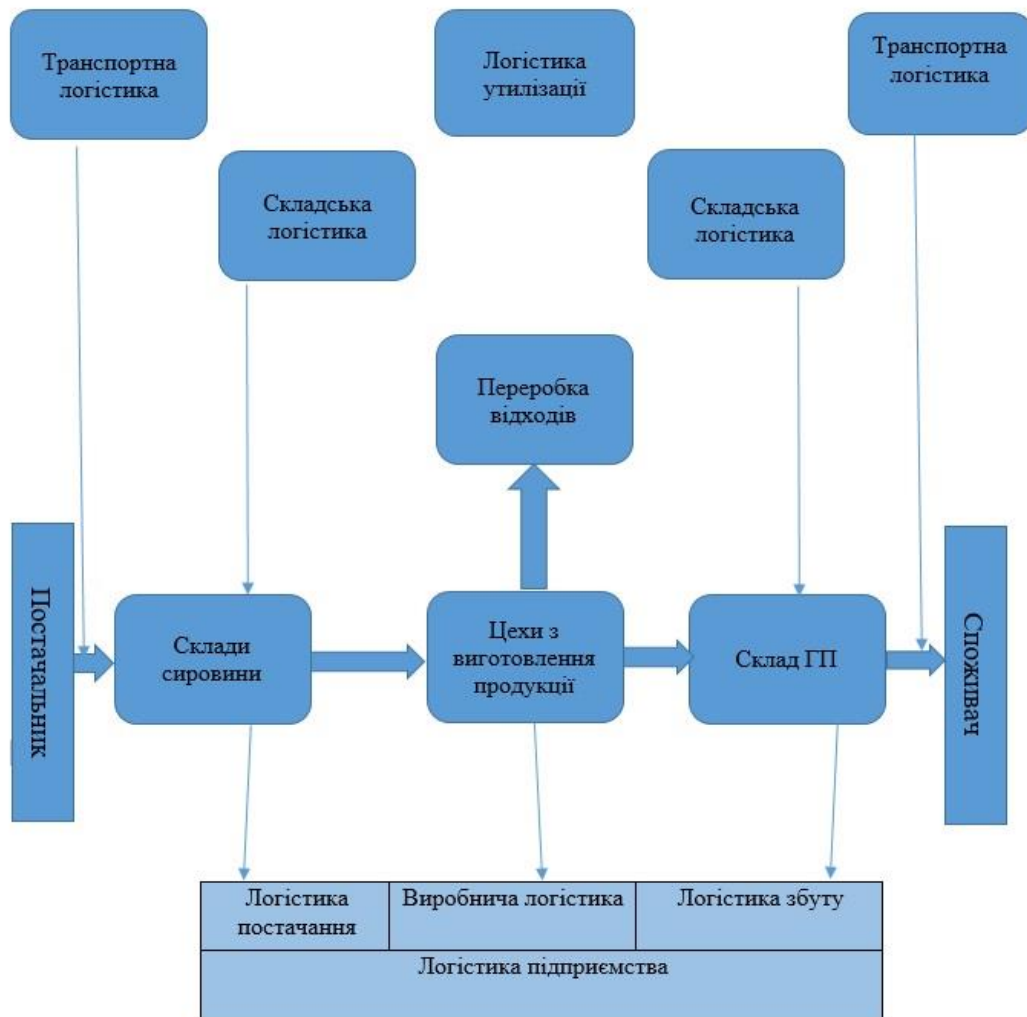 Транспортна
логістика
Логістика
утилізації
Транспортна
логістика
Складська
логістика
Складська
логістика
Переробка
відходів
Постачальник
Склади
сировини
Цехи з
виготовлення
продукції
Склад ГП
Споживач
Логістика
постачання
Виробнича логістика
Логістика збуту
Логістика підприємства